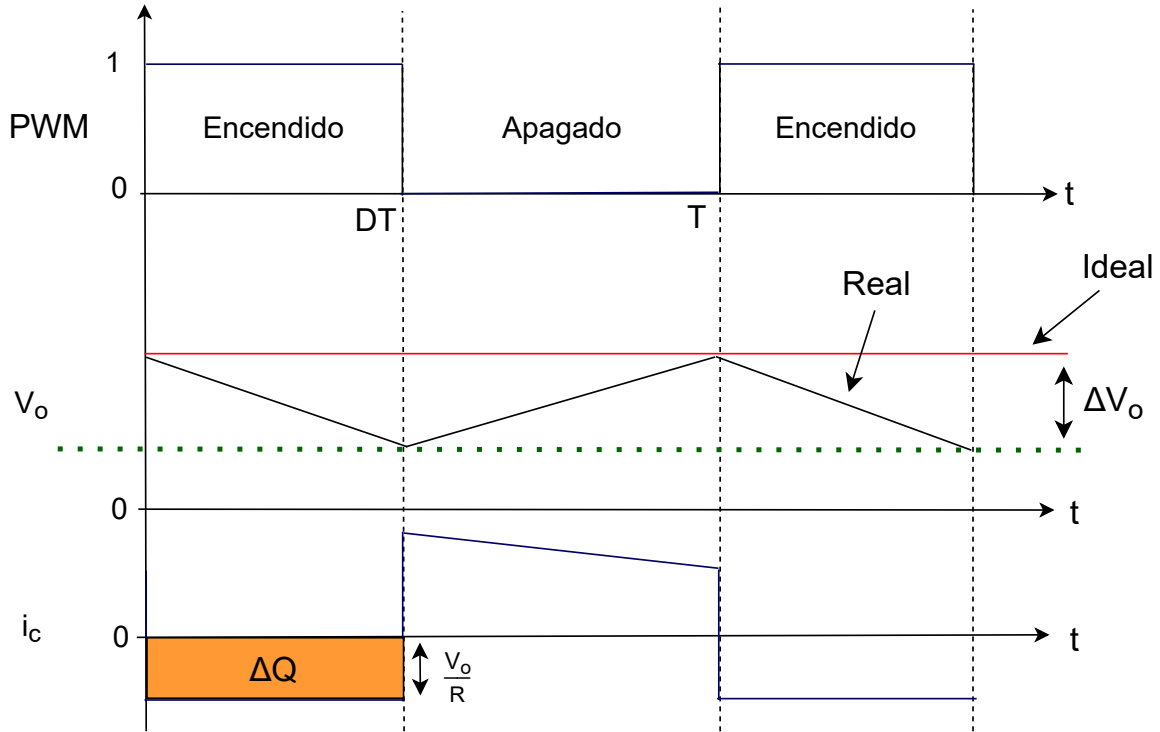 1
PWM
Encendido
Apagado
Encendido
0
t
DT
T
Ideal
Real
Vo
ΔVo
0
t
ic
0
t
ΔQ
Vo
R